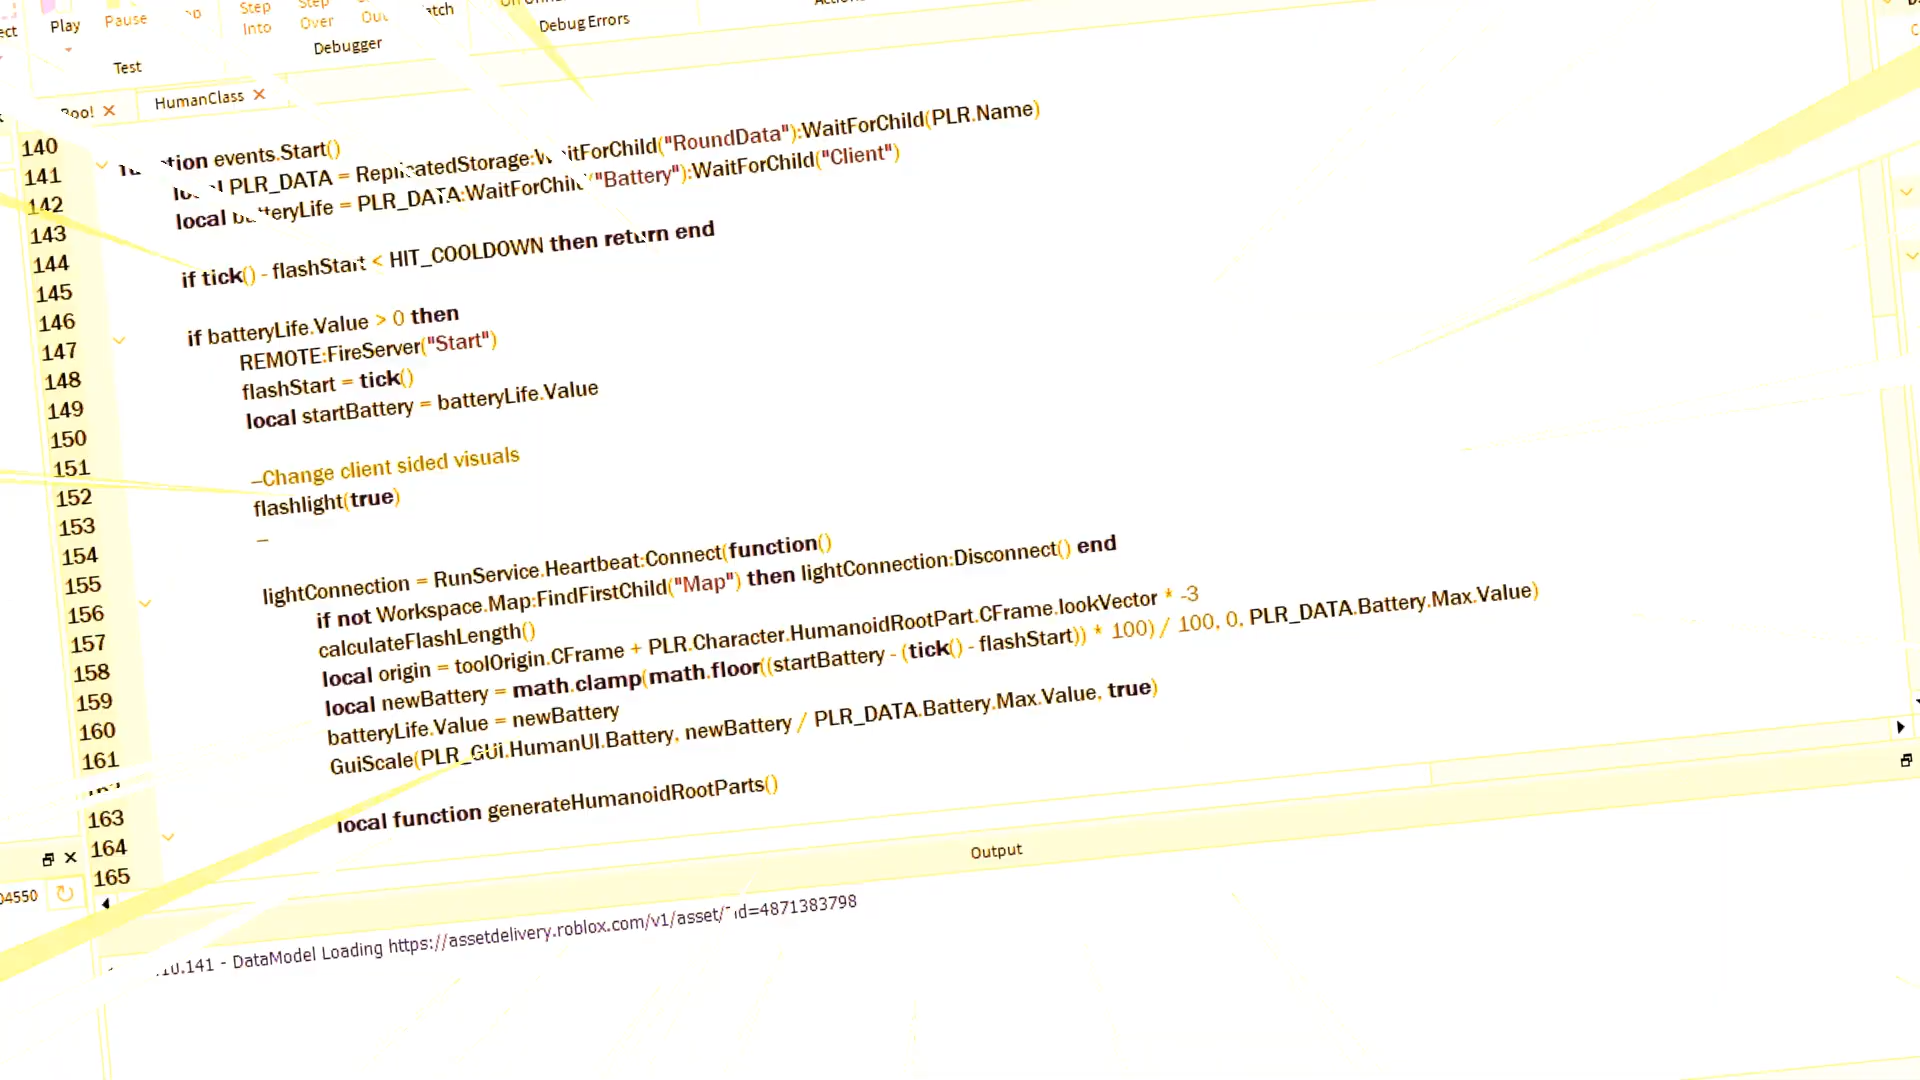 Play
Pause
Step Into
Step Over
Debugger
Debug Errors
Test
HumanClass
140
141
142
143
144
145
146
147
148
149
150
151
152
153
154
155
156
157
158
159
160
161
163
164
165
events.Start()
PLR_DATA = ReplicatedStorage:WaitForChild("RoundData"):WaitForChild(PLR.Name)
local batteryLife = PLR_DATA:WaitForChild("Battery"):WaitForChild("Client")
if tick() - flashStart < HIT_COOLDOWN then return end
if batteryLife.Value > 0 then
REMOTE:FireServer("Start")
flashStart = tick()
local startBattery = batteryLife.Value
--Change client sided visuals
flashlight(true)
--
lightConnection = RunService.Heartbeat:Connect(function()
if not Workspace.Map:FindFirstChild("Map") then lightConnection:Disconnect() end
calculateFlashLength()
local origin = toolOrigin.CFrame + PLR.Character.HumanoidRootPart.CFrame.lookVector * -3
local newBattery = math.clamp(math.floor((startBattery - (tick() - flashStart)) * 100) / 100, 0, PLR_DATA.Battery.Max.Value)
batteryLife.Value = newBattery
GuiScale(PLR_GUi.HumanUI.Battery, newBattery / PLR_DATA.Battery.Max.Value, true)
local function generateHumanoidRootParts()
04550
Output
- DataModel Loading https://assetdelivery.roblox.com/v1/asset/?id=4871383798